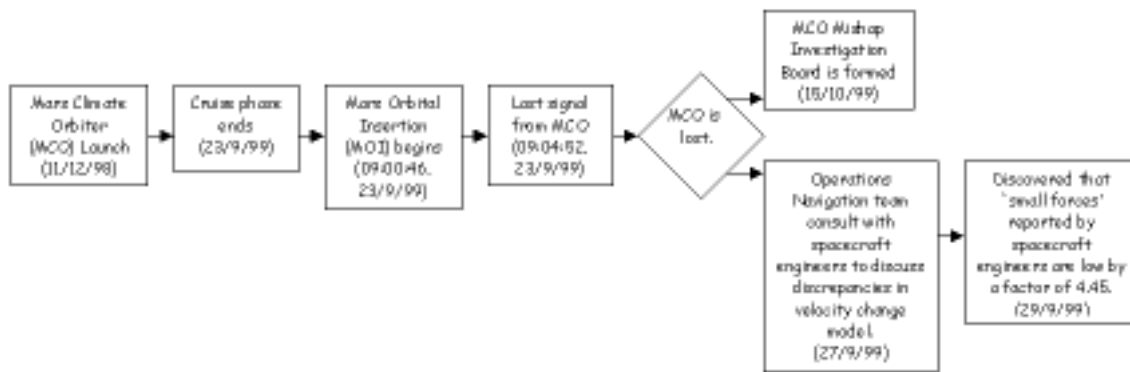 Mars Climate
Orbiter
(MCO) Launch
(11/12/98)
Cruise phase
ends
(23/9/99)
Mars Orbital
Insertion
(MOI) begins
(09:00:46,
23/9/99)
Last signal
from MCO
(09:04:52,
23/9/99)
MCO is
lost.
MCO Mishap
Investigation
Board is formed
(15/10/99)
Operations
Navigation team
consult with
spacecraft
engineers to discuss
discrepancies in
velocity change
model.
(27/9/99)
Discovered that
'small forces'
reported by
spacecraft
engineers are low by
a factor of 4.45.
(29/9/99)